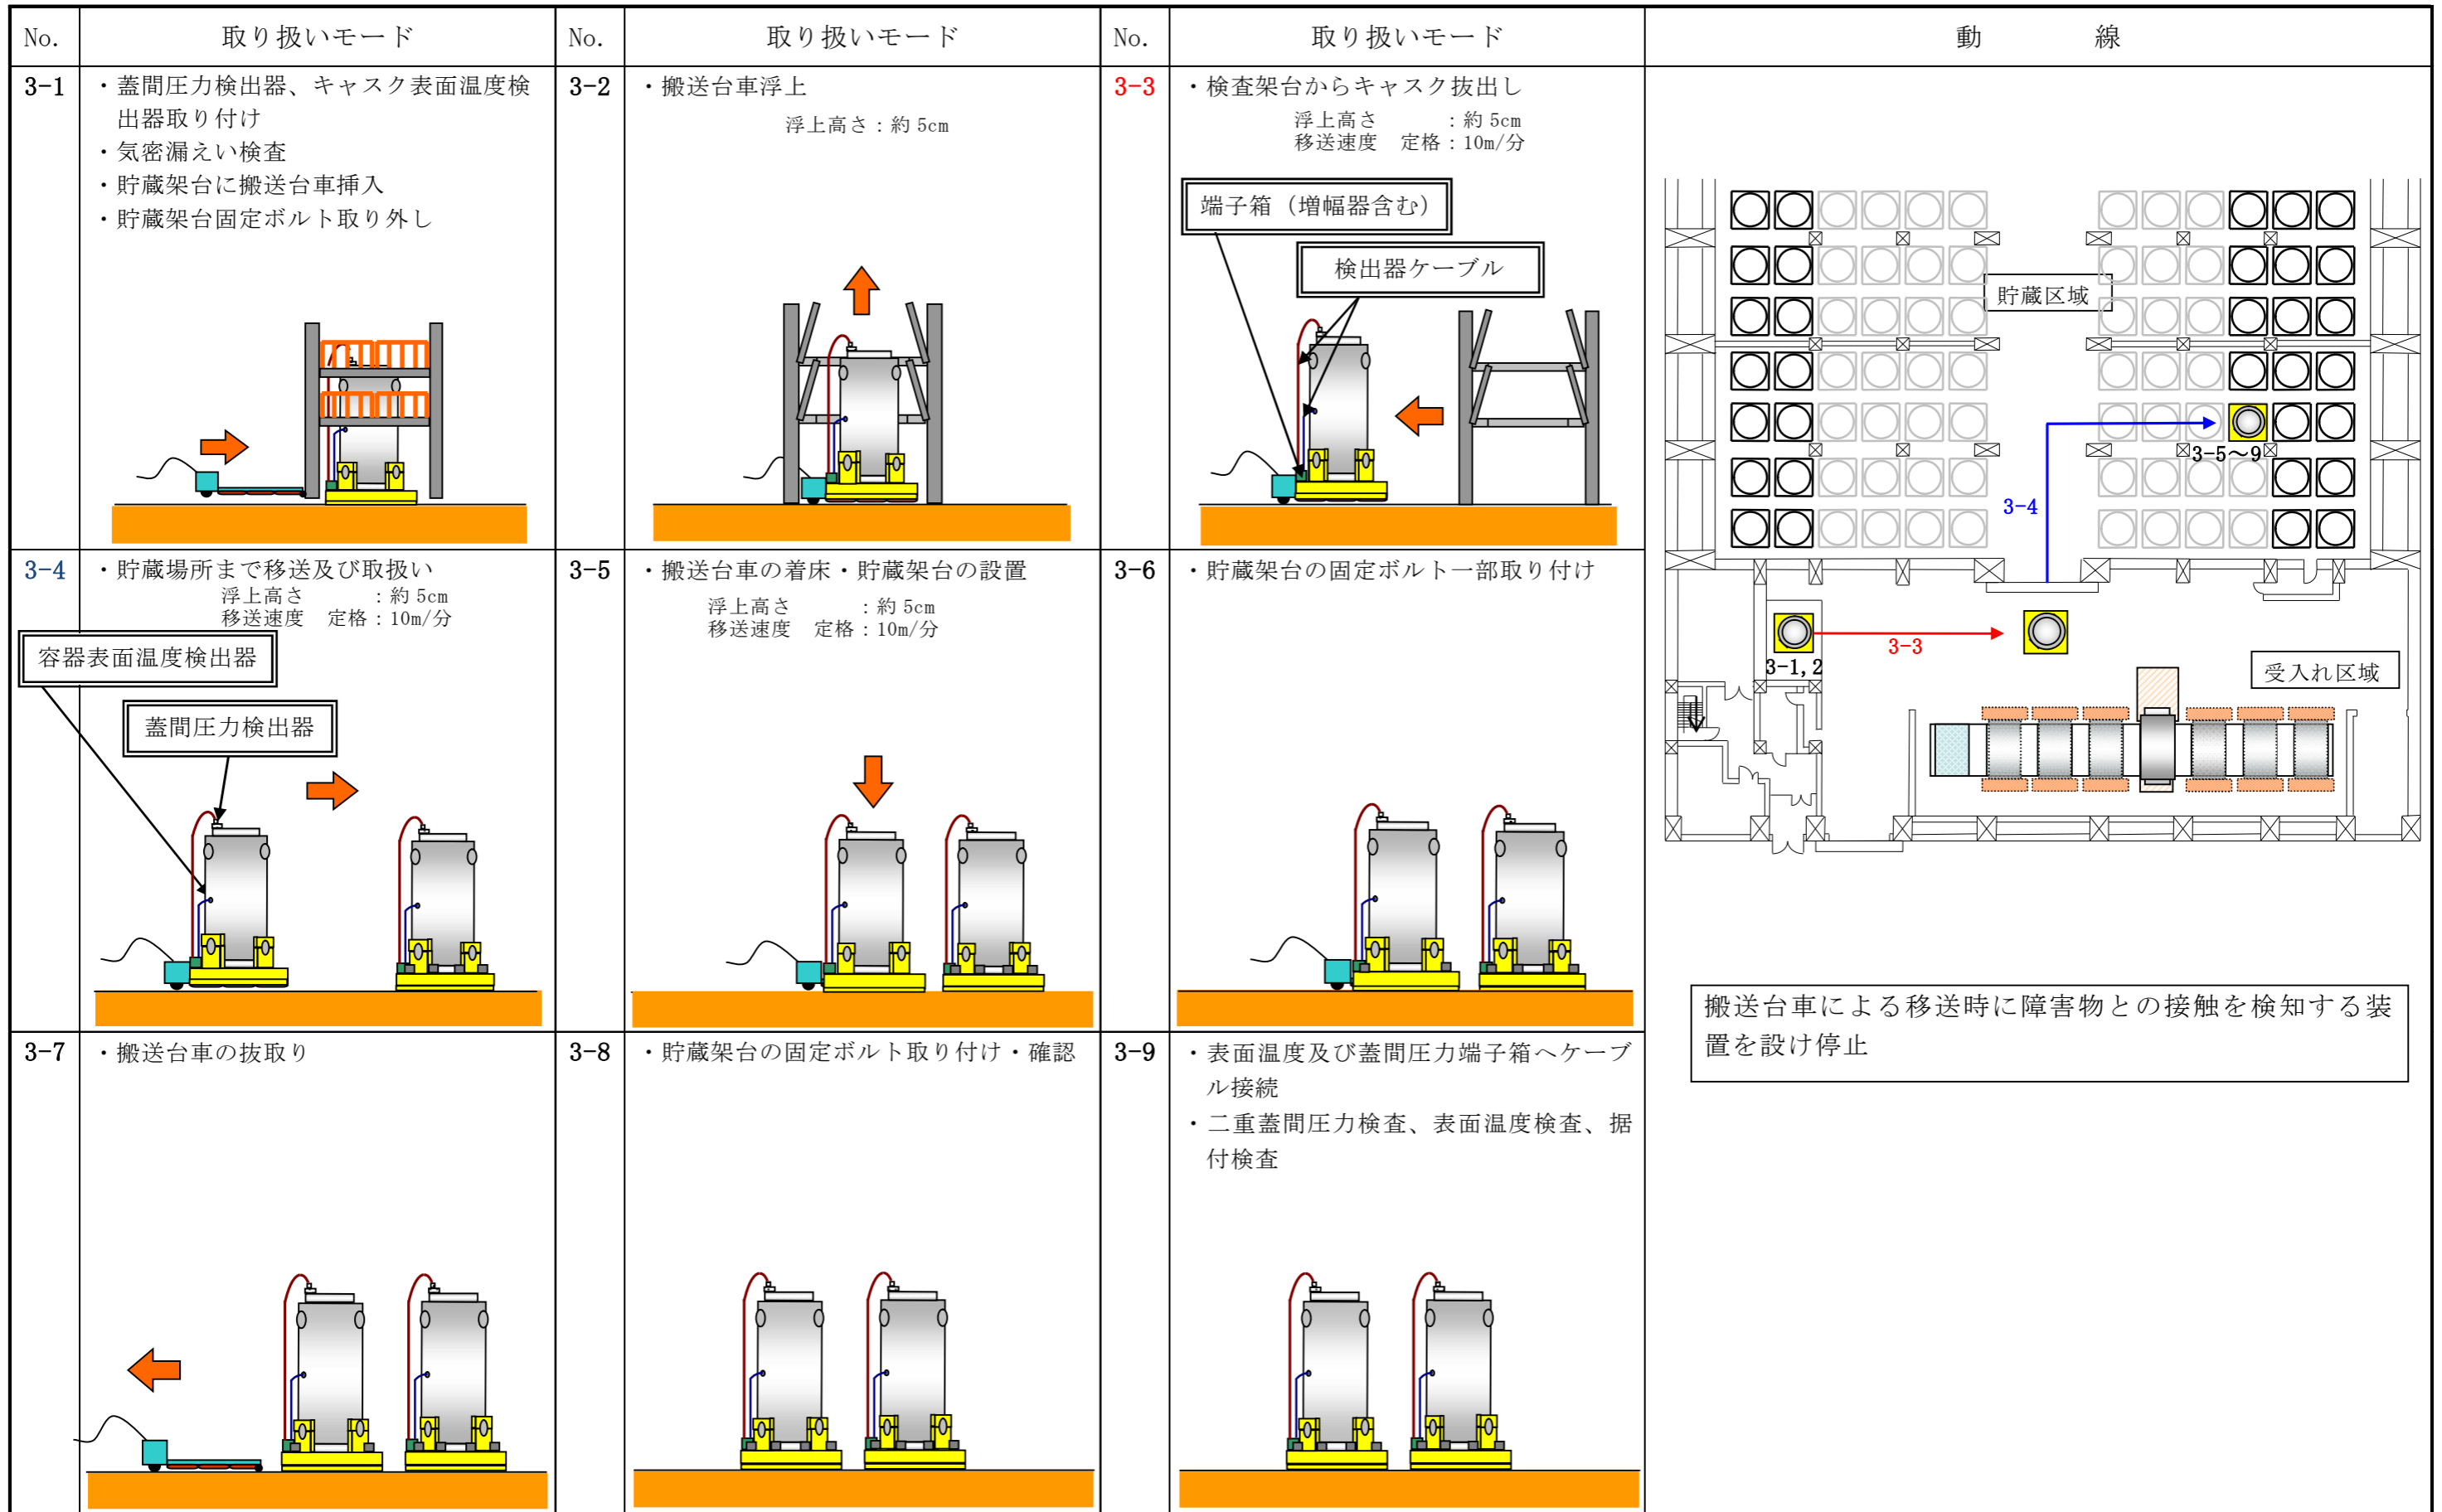 No.
取り扱いモード
No.
取り扱いモード
No.
取り扱いモード
動 線
3-1
・蓋間圧力検出器、キャスク表面温度検
出器取り付け
・気密漏えい検査
・貯蔵架台に搬送台車挿入
・貯蔵架台固定ボルト取り外し
3-2
・搬送台車浮上
浮上高さ：約 5cm
3-3
・検査架台からキャスク抜出し
浮上高さ ：約 5cm
移送速度 定格：10m/分
端子箱（増幅器含む）
検出器ケーブル
3-4
・貯蔵場所まで移送及び取扱い
浮上高さ ：約 5cm
移送速度 定格：10m/分
容器表面温度検出器
蓋間圧力検出器
3-5
・搬送台車の着床・貯蔵架台の設置
浮上高さ ：約 5cm
移送速度 定格：10m/分
3-6
・貯蔵架台の固定ボルト一部取り付け
3-7
・搬送台車の抜取り
3-8
・貯蔵架台の固定ボルト取り付け・確認
3-9
・表面温度及び蓋間圧力端子箱へケーブ
ル接続
・二重蓋間圧力検査、表面温度検査、据
付検査
貯蔵区域
3-5～9
3-4
3-3
3-1,2
受入れ区域
搬送台車による移送時に障害物との接触を検知する装
置を設け停止